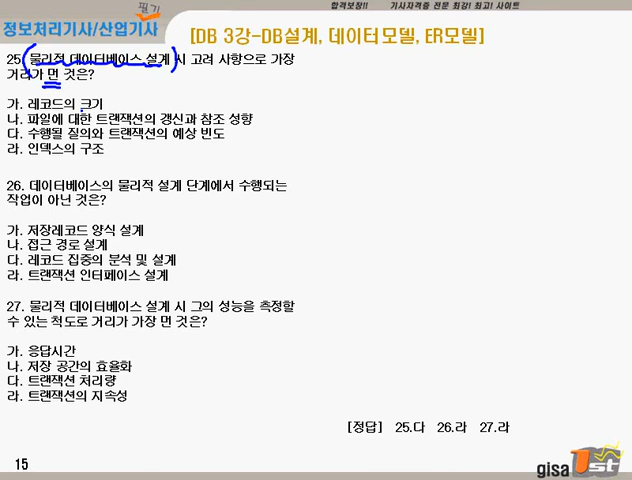 합격보장!! 기사자격증 전문 최강! 최고! 사이트
필기
정보처리기사/산업기사
[DB 3강-DB설계, 데이터모델, ER모델]
25. 물리적 데이터베이스 설계 시 고려 사항으로 가장
거리가 먼 것은?
가. 레코드의 크기
나. 파일에 대한 트랜잭션의 갱신과 참조 성향
다. 수행될 질의와 트랜잭션의 예상 빈도
라. 인덱스의 구조
26. 데이터베이스의 물리적 설계 단계에서 수행되는
작업이 아닌 것은?
가. 저장레코드 양식 설계
나. 접근 경로 설계
다. 레코드 집중의 분석 및 설계
라. 트랜잭션 인터페이스 설계
27. 물리적 데이터베이스 설계 시 그의 성능을 측정할
수 있는 척도로 거리가 가장 먼 것은?
가. 응답시간
나. 저장 공간의 효율화
다. 트랜잭션 처리량
라. 트랜잭션의 지속성
[정답] 25.다 26.라 27.라
15
gisa 1st